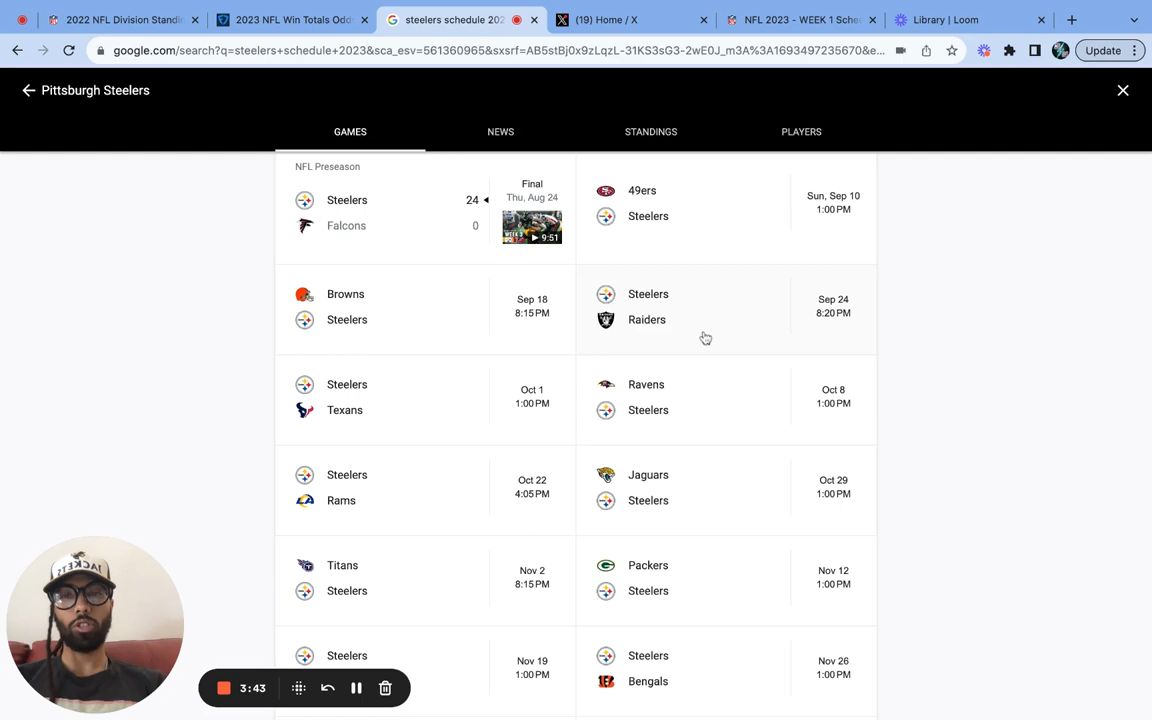 2022 NFL Division Standi
2023 NFL Win Totals Odd
steelers schedule 202
(19) Home / X
NFL 2023 - WEEK 1 Sche
Library | Loom
google.com/search?q=steelers+schedule+2023&sca_esv=561360965&sxsrf=AB5stBj0x9zLqzL-31KS3sG3-2wE0J_m3A%3A1693497235670&e...
Update
Pittsburgh Steelers
GAMES
NEWS
STANDINGS
PLAYERS
NFL Preseason
Steelers 24
Falcons 0
Final
Thu, Aug 24
9:51
49ers
Steelers
Sun, Sep 10
1:00 PM
Browns
Steelers
Sep 18
8:15 PM
Steelers
Raiders
Sep 24
8:20 PM
Steelers
Texans
Oct 1
1:00 PM
Ravens
Steelers
Oct 8
1:00 PM
Steelers
Rams
Oct 22
4:05 PM
Jaguars
Steelers
Oct 29
1:00 PM
Titans
Steelers
Nov 2
8:15 PM
Packers
Steelers
Nov 12
1:00 PM
Steelers
Nov 19
1:00 PM
Steelers
Bengals
Nov 26
1:00 PM
JACKETS
3:43